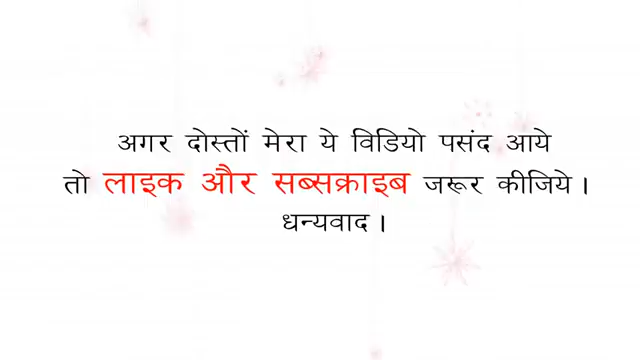 अगर दोस्तों मेरा ये विडियो पसंद आये
तो लाइक और सब्सक्राइब जरूर कीजिये।
धन्यवाद।